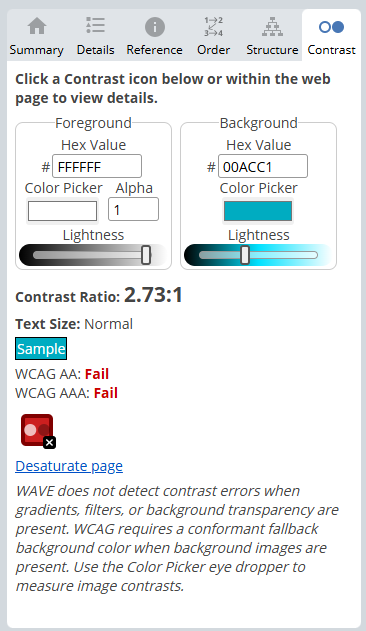 Summary Details Reference Order Structure Contrast
Click a Contrast icon below or within the web
page to view details.
Foreground
Hex Value
# FFFFFF
Color Picker Alpha
1
Lightness
Background
Hex Value
# 00ACC1
Color Picker
Lightness
Contrast Ratio: 2.73:1
Text Size: Normal
Sample
WCAG AA: Fail
WCAG AAA: Fail
Desaturate page
WAVE does not detect contrast errors when
gradients, filters, or background transparency are
present. WCAG requires a conformant fallback
background color when background images are
present. Use the Color Picker eye dropper to
measure image contrasts.